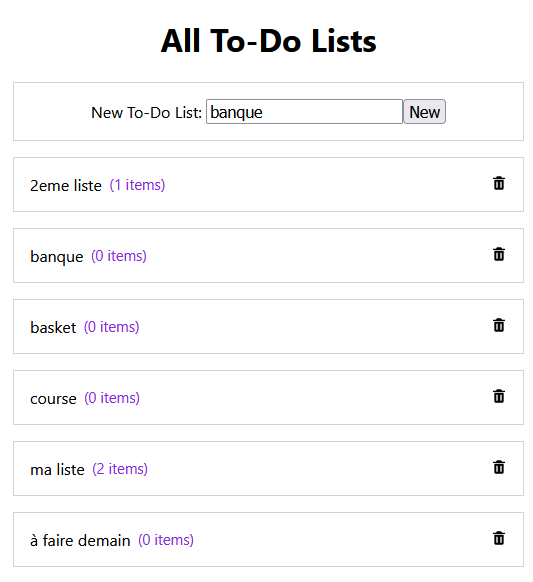 All To-Do Lists
New To-Do List: banque New
2eme liste (1 items)
banque (0 items)
basket (0 items)
course (0 items)
ma liste (2 items)
à faire demain (0 items)